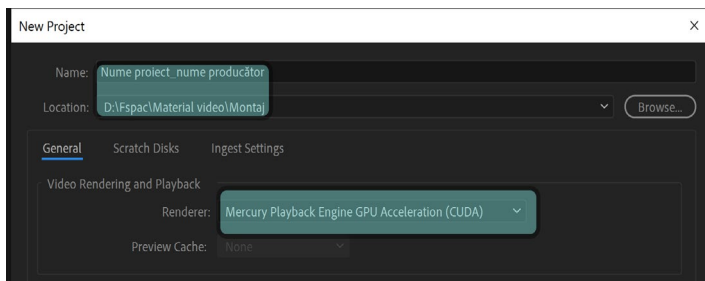 New Project
Name: Nume proiect_nume producător
Location: D:\Fspac\Material video\Montaj
Browse...
General Scratch Disks Ingest Settings
Video Rendering and Playback
Renderer: Mercury Playback Engine GPU Acceleration (CUDA)
Preview Cache: None